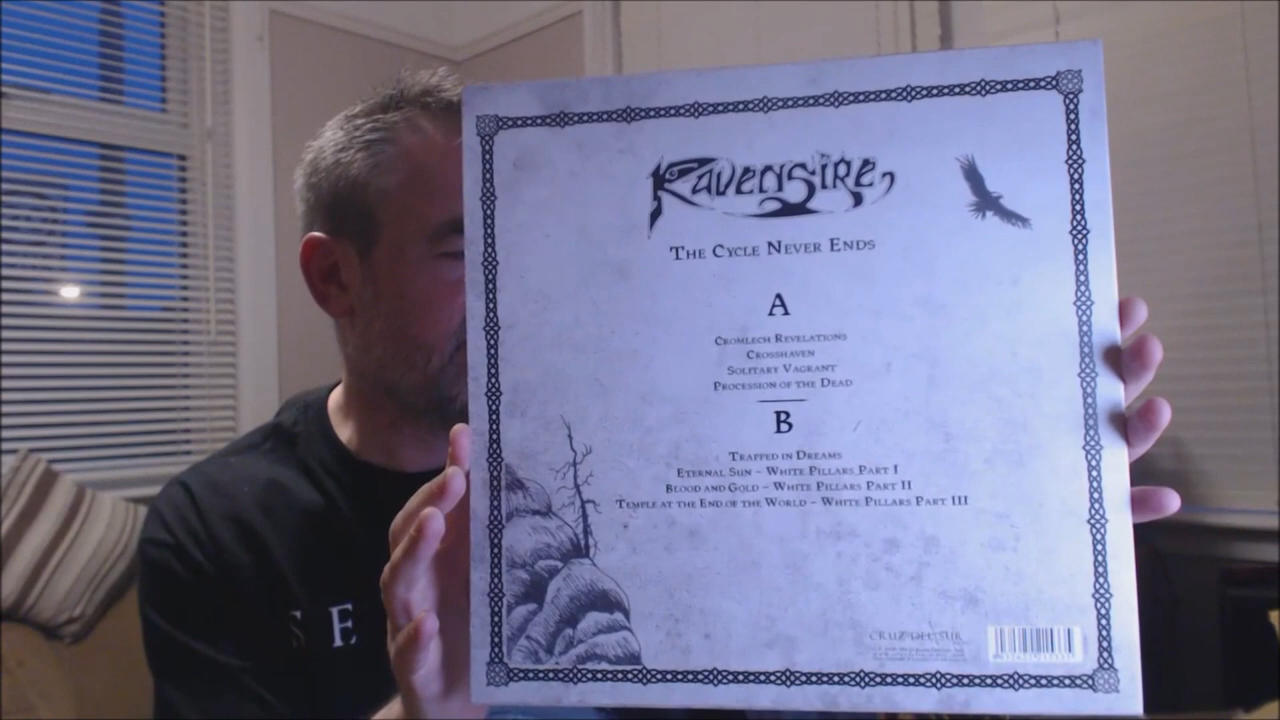 Ravensire
The Cycle Never Ends
A
Cromlech Revelations
Crosshaven
Solitary Vagrant
Procession of the Dead
B
Trapped in Dreams
Eternal Sun – White Pillars Part I
Blood and Gold – White Pillars Part II
Temple at the End of the World – White Pillars Part III
Cruz del Sur
S E